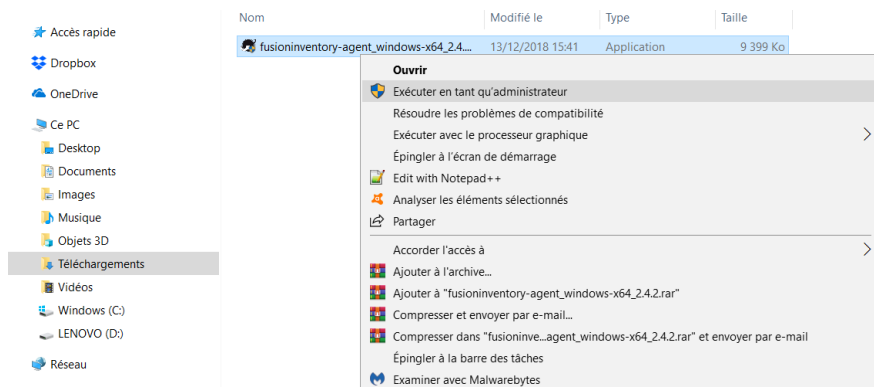 Nom Modifié le Type Taille
Accès rapide
Dropbox
OneDrive
Ce PC
Desktop
Documents
Images
Musique
Objets 3D
Téléchargements
Vidéos
Windows (C:)
LENOVO (D:)
Réseau
fusioninventory-agent_windows-x64_2.4.... 13/12/2018 15:41 Application 9 399 Ko
Ouvrir
Exécuter en tant qu'administrateur
Résoudre les problèmes de compatibilité
Exécuter avec le processeur graphique
Épingler à l'écran de démarrage
Edit with Notepad++
Analyser les éléments sélectionnés
Partager
Accorder l'accès à
Ajouter à l'archive...
Ajouter à "fusioninventory-agent_windows-x64_2.4.2.rar"
Compresser et envoyer par e-mail...
Compresser dans "fusioninve...agent_windows-x64_2.4.2.rar" et envoyer par e-mail
Épingler à la barre des tâches
Examiner avec Malwarebytes